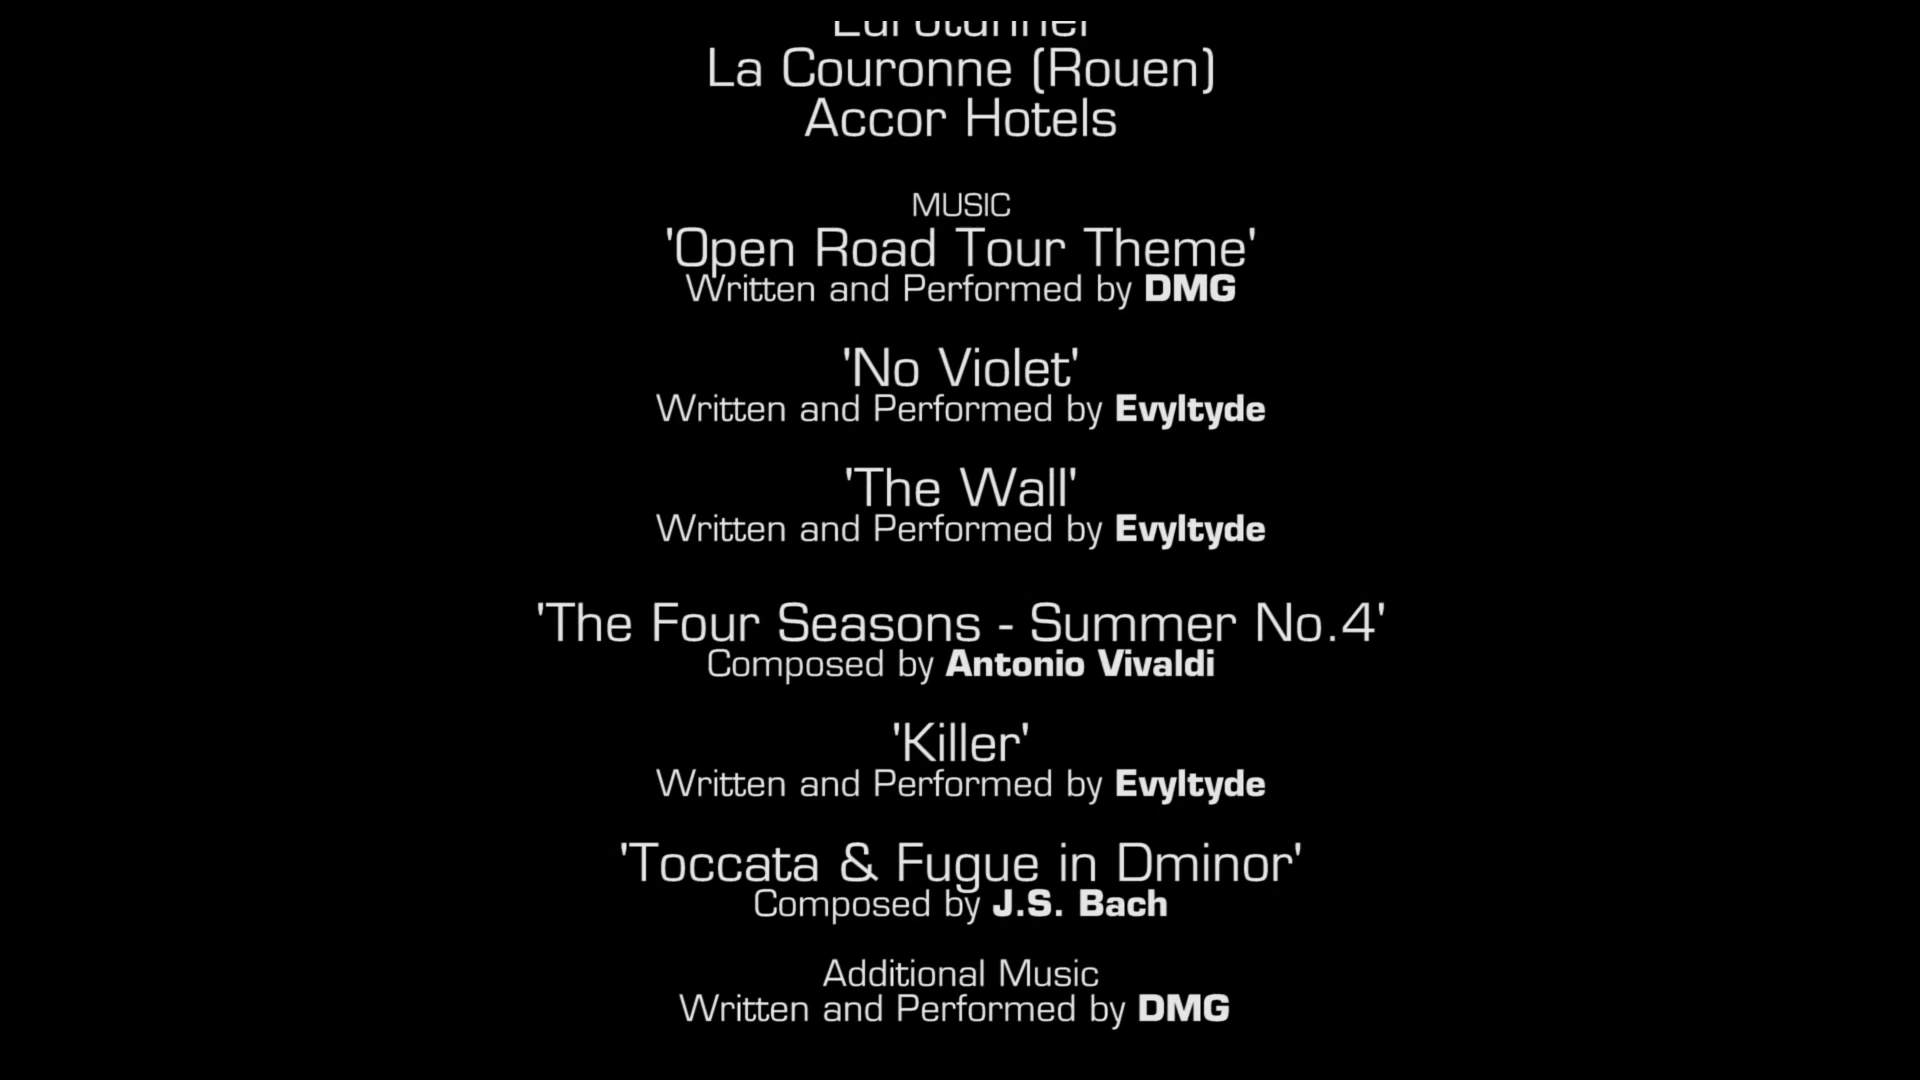 Eurotunnel
La Couronne (Rouen)
Accor Hotels
MUSIC
'Open Road Tour Theme'
Written and Performed by DMG
'No Violet'
Written and Performed by Evyltyde
'The Wall'
Written and Performed by Evyltyde
'The Four Seasons - Summer No.4'
Composed by Antonio Vivaldi
'Killer'
Written and Performed by Evyltyde
'Toccata & Fugue in Dminor'
Composed by J.S. Bach
Additional Music
Written and Performed by DMG